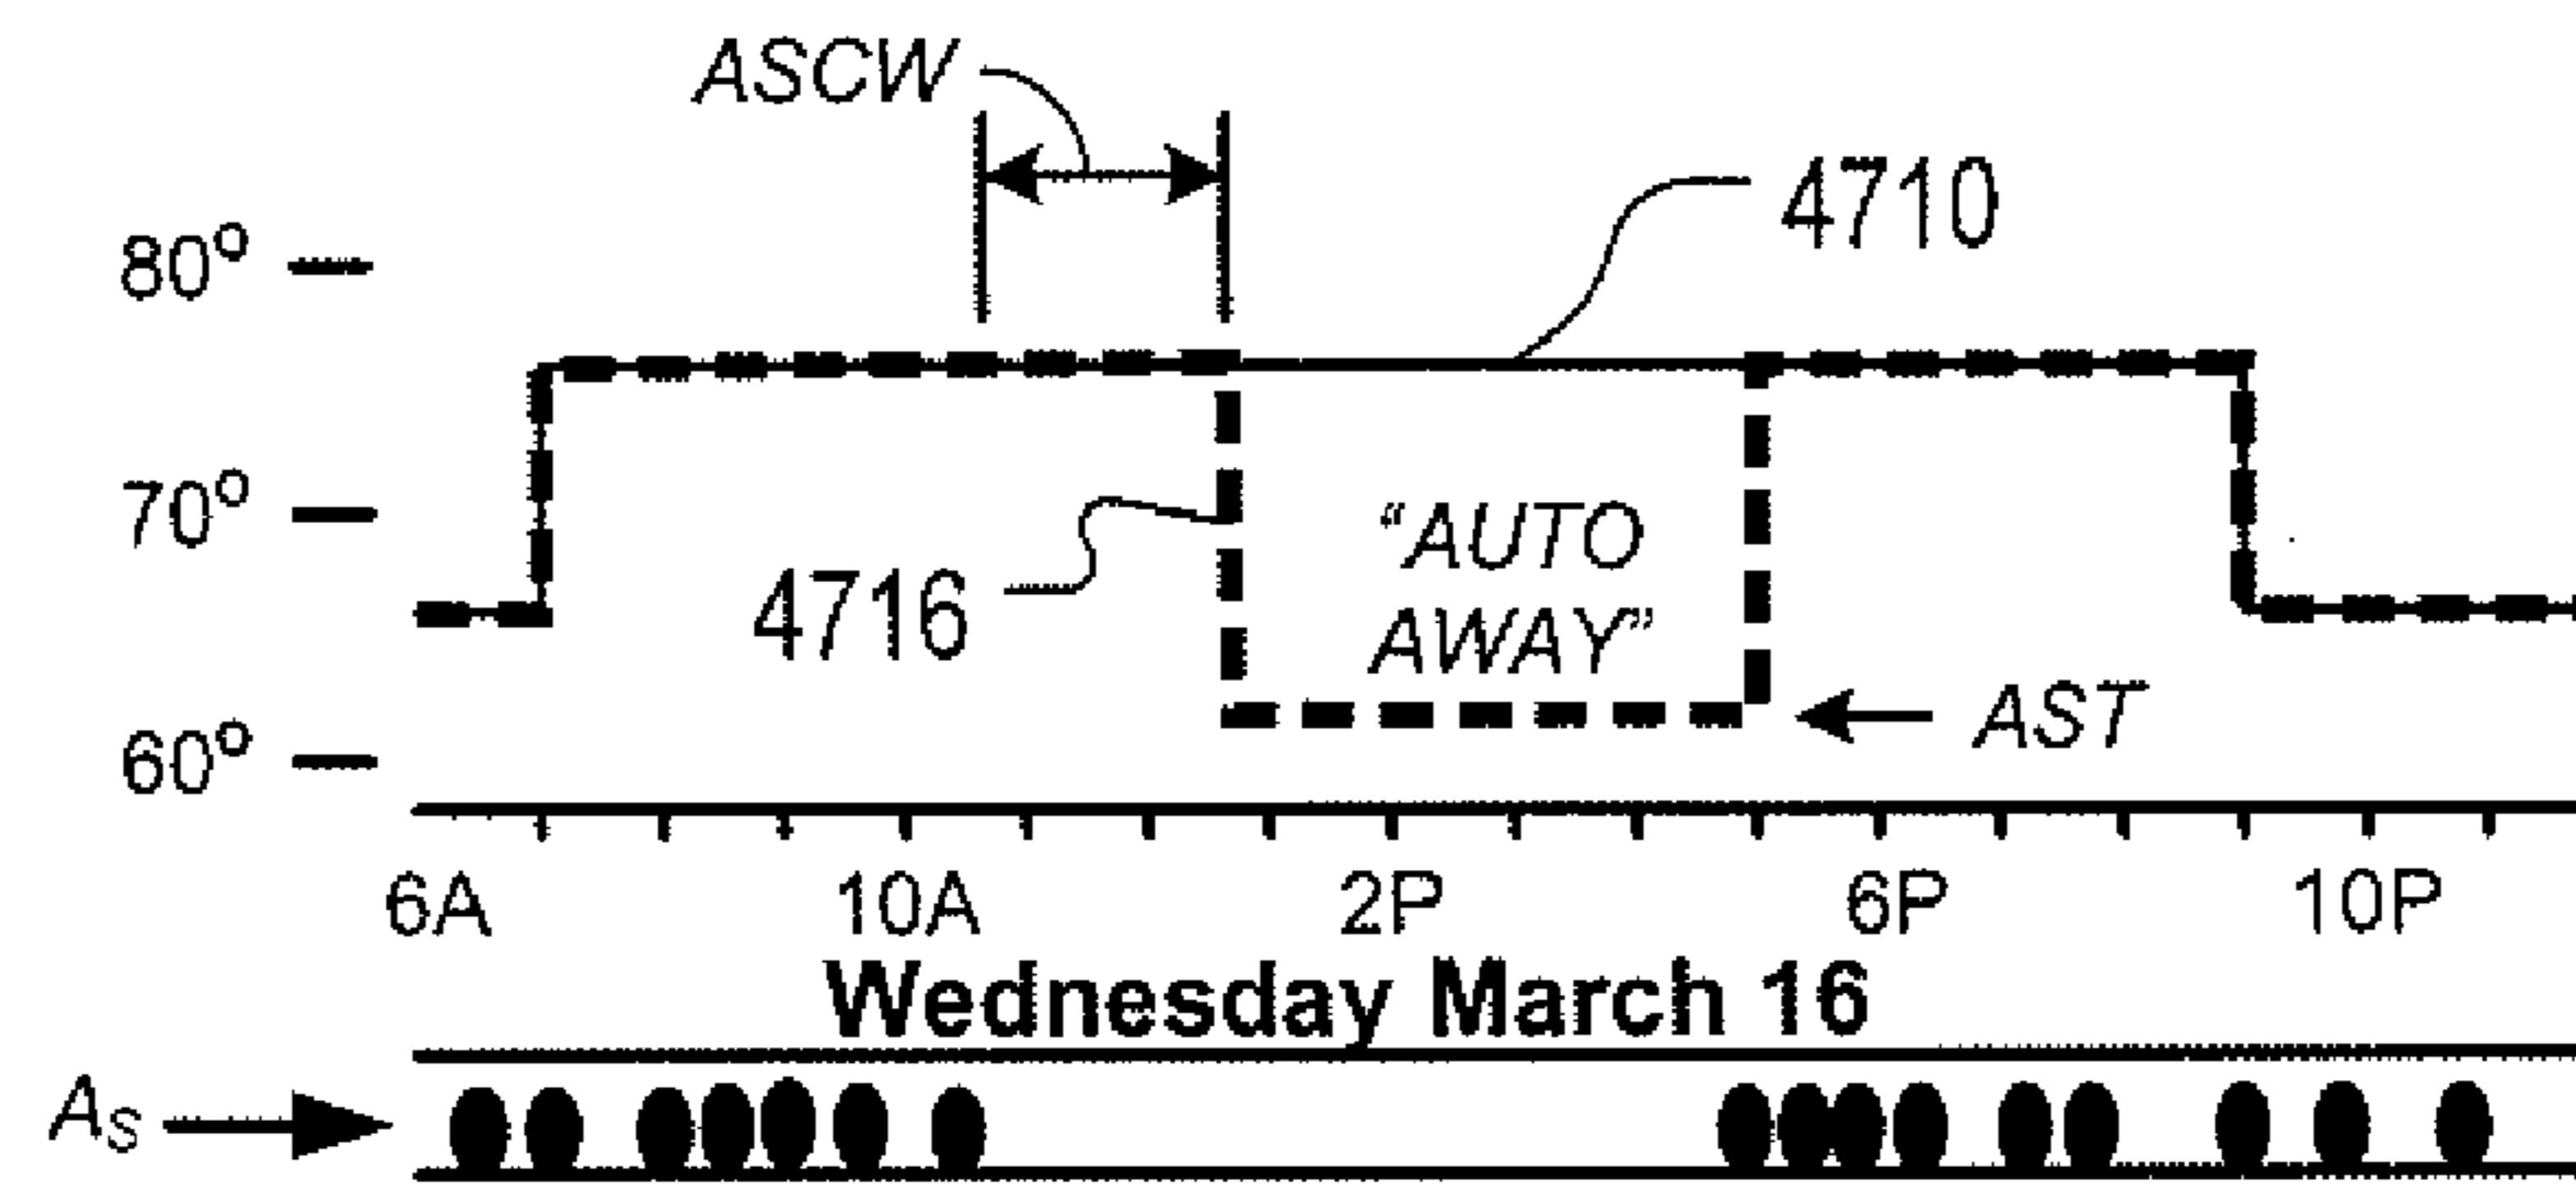 ASCW
4710
80°
70°
60°
4716
“AUTO
AWAY”
AST
6A 10A 2P 6P 10P
Wednesday March 16
AS